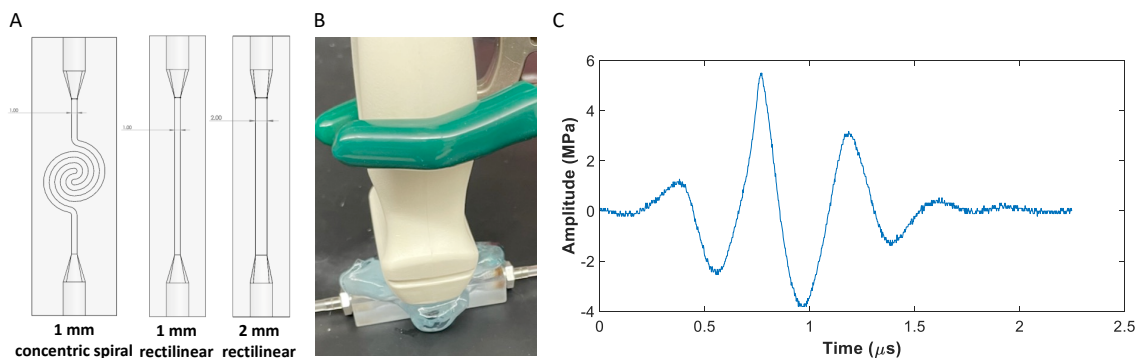 A
B
C
1.00
1.00
2.00
1 mm
concentric spiral
1 mm
rectilinear
2 mm
rectilinear
6
4
2
0
-2
-4
Amplitude (MPa)
0
0.5
1
1.5
2
2.5
Time (μs)